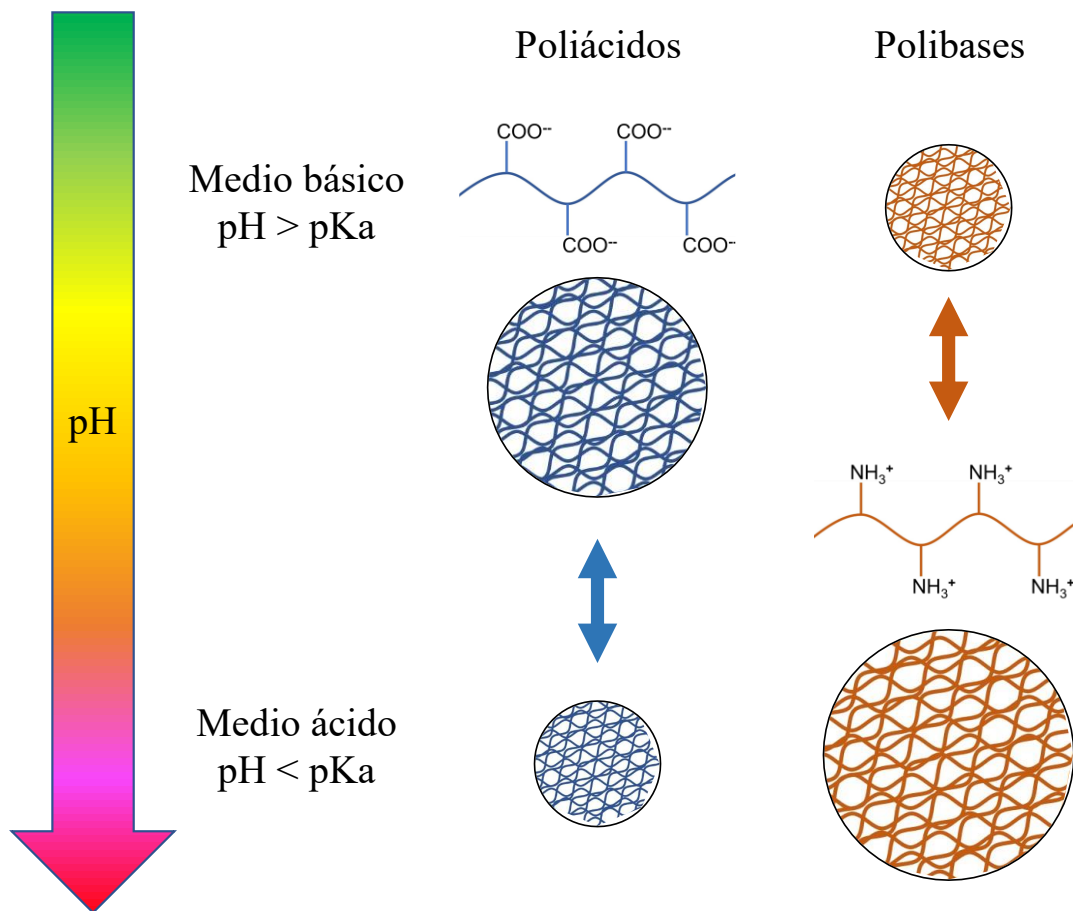 Poliácidos
Polibases
COO--
COO--
Medio básico
pH > pKa
COO--
COO--
pH
NH₃⁺
NH₃⁺
NH₃⁺
NH₃⁺
Medio ácido
pH < pKa